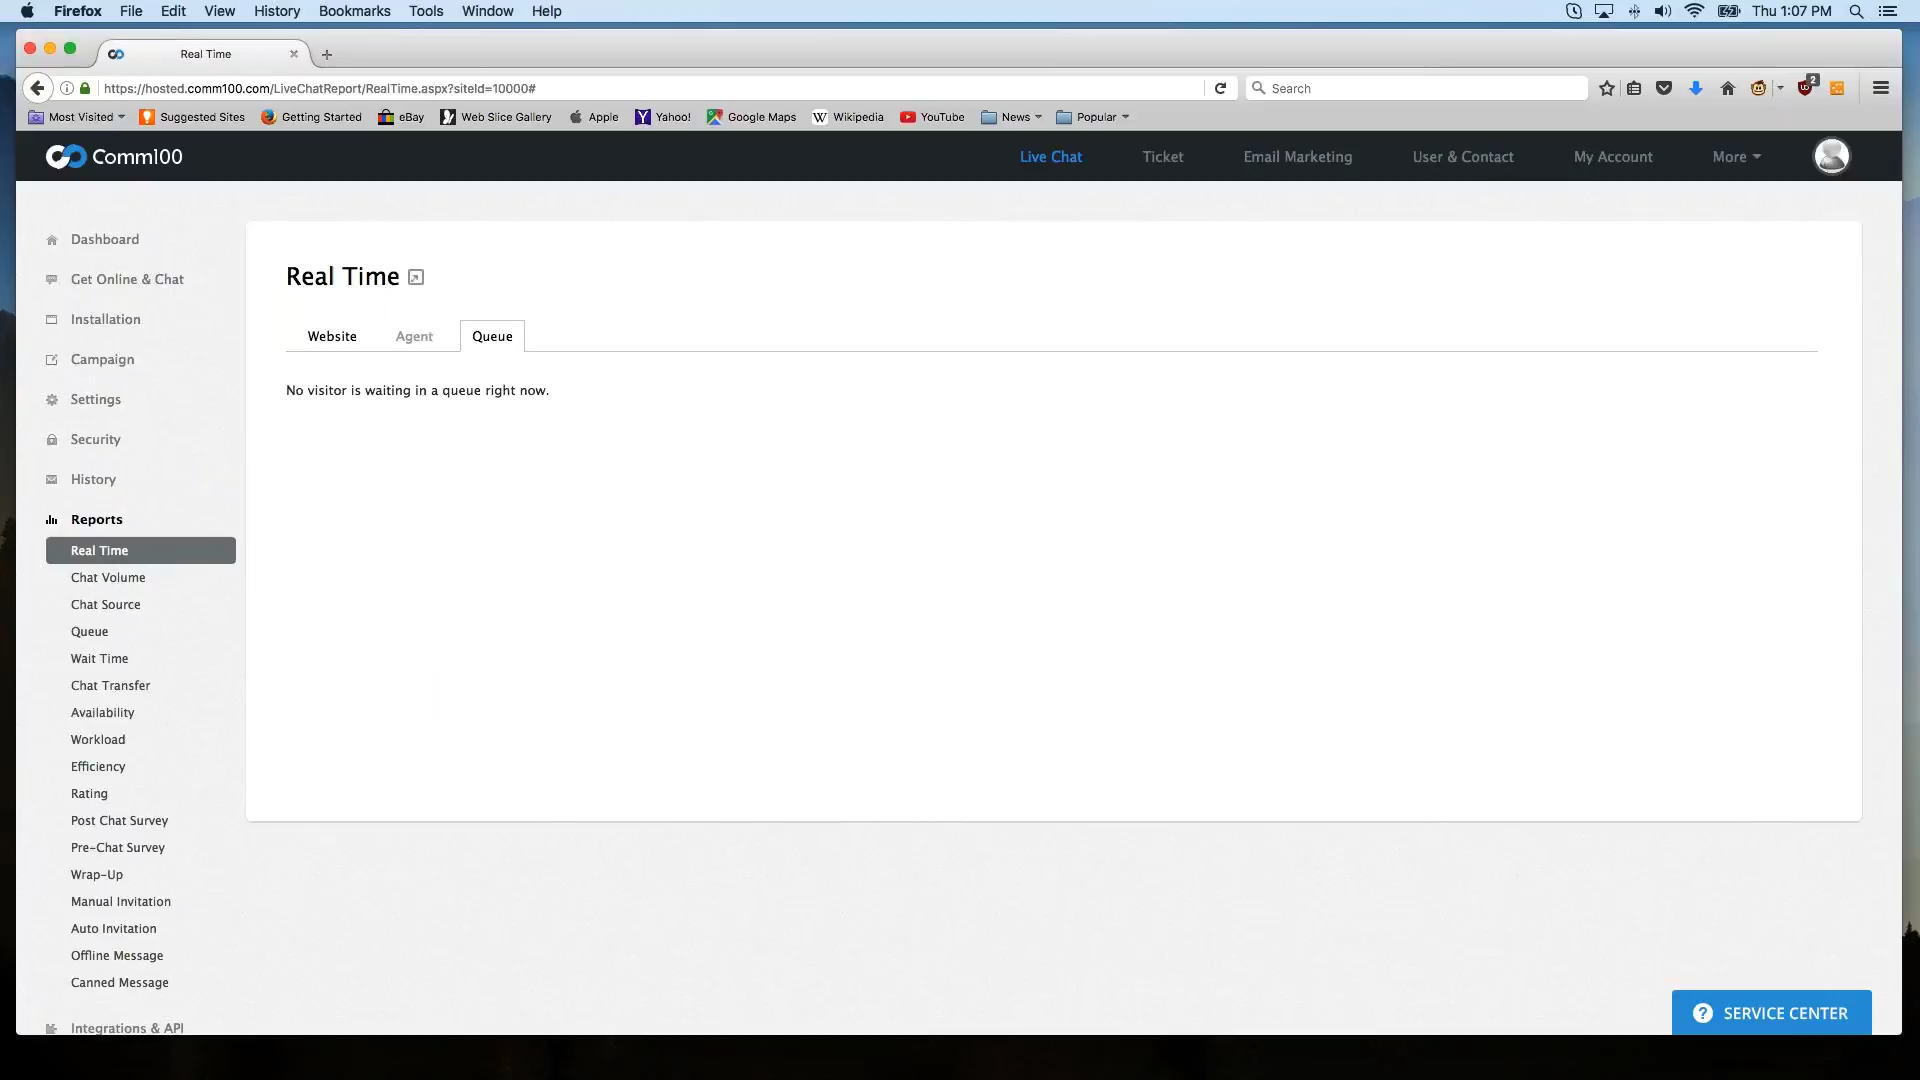 Firefox File Edit View History Bookmarks Tools Window Help Thu 1:07 PM
Real Time
https://hosted.comm100.com/LiveChatReport/RealTime.aspx?siteId=10000# Search 2
Most Visited Suggested Sites Getting Started eBay Web Slice Gallery Apple Yahoo! Google Maps Wikipedia YouTube News Popular
Comm100 Live Chat Ticket Email Marketing User & Contact My Account More
Dashboard
Get Online & Chat
Installation
Campaign
Settings
Security
History
Reports
Real Time
Chat Volume
Chat Source
Queue
Wait Time
Chat Transfer
Availability
Workload
Efficiency
Rating
Post Chat Survey
Pre-Chat Survey
Wrap-Up
Manual Invitation
Auto Invitation
Offline Message
Canned Message
Integrations & API
Real Time
Website Agent Queue
No visitor is waiting in a queue right now.
? SERVICE CENTER